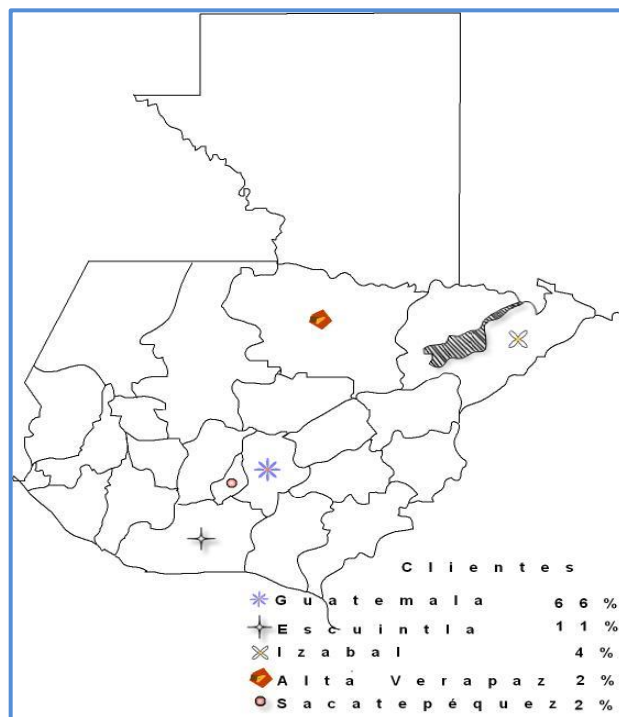 Clientes
Guatemala 66 %
Escuintla 11 %
Izabal 4 %
Alta Verapaz 2 %
Sacatepéquez 2 %